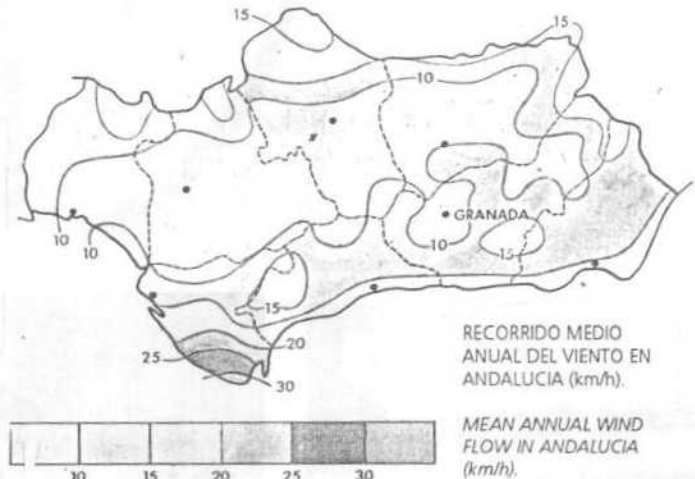 15
15
10
10
10
GRANADA
10
15
15
20
25
30
RECORRIDO MEDIO
ANUAL DEL VIENTO EN
ANDALUCIA (km/h).
MEAN ANNUAL WIND
FLOW IN ANDALUCIA
(km/h).
10 15 20 25 30